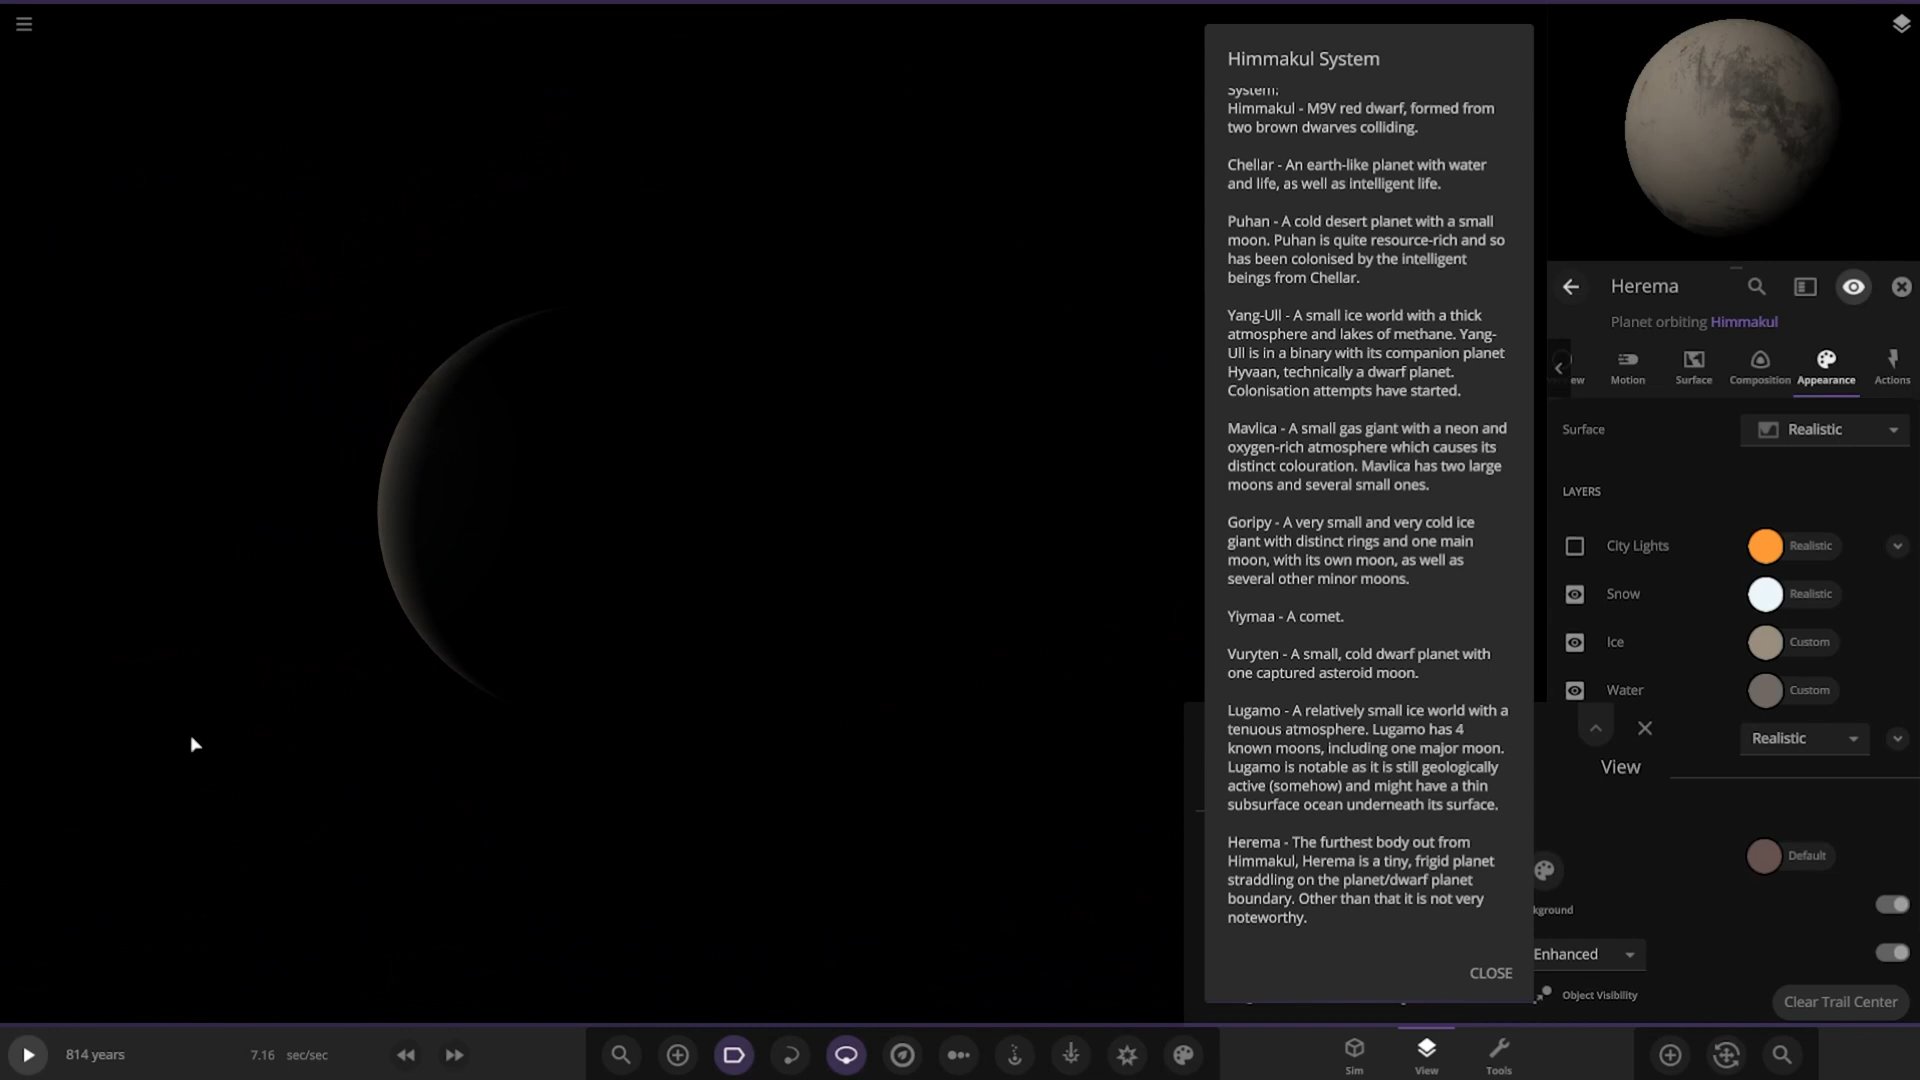 Himmakul System
System:
Himmakul - M9V red dwarf, formed from
two brown dwarves colliding.
Chellar - An earth-like planet with water
and life, as well as intelligent life.
Puhan - A cold desert planet with a small
moon. Puhan is quite resource-rich and so
has been colonised by the intelligent
beings from Chellar.
Yang-Ull - A small ice world with a thick
atmosphere and lakes of methane. Yang-
Ull is in a binary with its companion planet
Hyvaan, technically a dwarf planet.
Colonisation attempts have started.
Mavlica - A small gas giant with a neon and
oxygen-rich atmosphere which causes its
distinct colouration. Mavlica has two large
moons and several small ones.
Goripy - A very small and very cold ice
giant with distinct rings and one main
moon, with its own moon, as well as
several other minor moons.
Yiymaa - A comet.
Vuryten - A small, cold dwarf planet with
one captured asteroid moon.
Lugamo - A relatively small ice world with a
tenuous atmosphere. Lugamo has 4
known moons, including one major moon.
Lugamo is notable as it is still geologically
active (somehow) and might have a thin
subsurface ocean underneath its surface.
Herema - The furthest body out from
Himmakul, Herema is a tiny, frigid planet
straddling on the planet/dwarf planet
boundary. Other than that it is not very
noteworthy.
CLOSE
Herema
Planet orbiting Himmakul
ew Motion Surface Composition Appearance Actions
Surface Realistic
LAYERS
City Lights Realistic
Snow Realistic
Ice Custom
Water Custom
Realistic
View
Default
kground
Enhanced
Object Visibility
Clear Trail Center
814 years 7.16 sec/sec
Sim View Tools